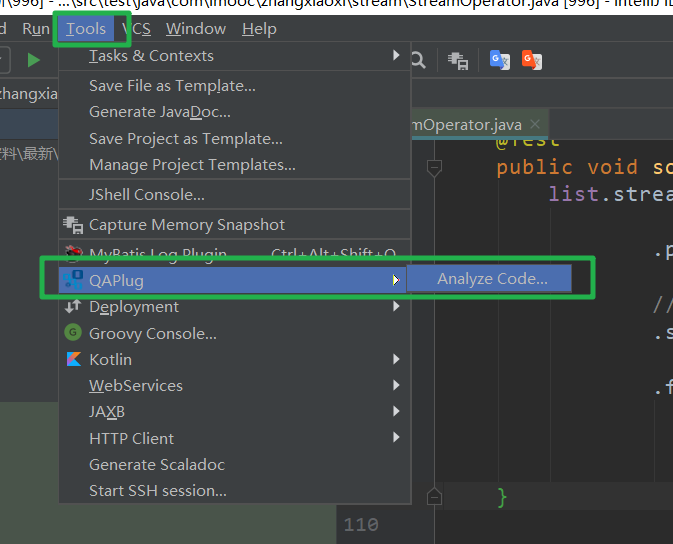 ...\src\test\java\com\imooc\zhangxiaoxi\stream\StreamOperator.java [996] - IntelliJ
Run Tools VCS Window Help
Tasks & Contexts
Save File as Template...
Generate JavaDoc...
Save Project as Template...
Manage Project Templates...
JShell Console...
Capture Memory Snapshot
MyBatis Log Plugin Ctrl+Alt+Shift+O
QAPlug
Analyze Code...
Deployment
Groovy Console...
Kotlin
WebServices
JAXB
HTTP Client
Generate Scaladoc
Start SSH session...
zhangxia
资料\最新\
mOperator.java
@Test
public void so
list.strea
.p
//
.s
.f
}
110